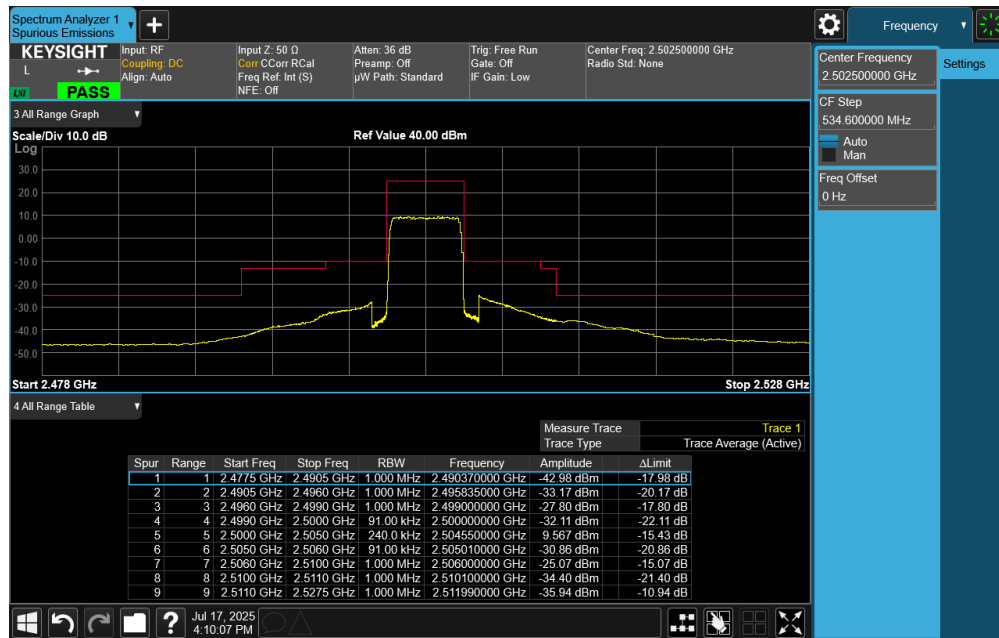 Spectrum Analyzer 1
Spurious Emissions
Frequency
KEYSIGHT
L
LXI
PASS
Input: RF
Coupling: DC
Align: Auto
Input Z: 50 Ω
Corr CCorr RCal
Freq Ref: Int (S)
NFE: Off
Atten: 36 dB
Preamp: Off
µW Path: Standard
Trig: Free Run
Gate: Off
IF Gain: Low
Center Freq: 2.502500000 GHz
Radio Std: None
Center Frequency
2.502500000 GHz
Settings
CF Step
534.600000 MHz
Auto
Man
Freq Offset
0 Hz
3 All Range Graph
Scale/Div 10.0 dB
Ref Value 40.00 dBm
Log
30.0
20.0
10.0
0.00
-10.0
-20.0
-30.0
-40.0
-50.0
Start 2.478 GHz
Stop 2.528 GHz
4 All Range Table
Measure Trace Trace 1
Trace Type Trace Average (Active)
Spur Range Start Freq Stop Freq RBW Frequency Amplitude ΔLimit
1 1 2.4775 GHz 2.4905 GHz 1.000 MHz 2.490370000 GHz -42.98 dBm -17.98 dB
2 2 2.4905 GHz 2.4960 GHz 1.000 MHz 2.495835000 GHz -33.17 dBm -20.17 dB
3 3 2.4960 GHz 2.4990 GHz 1.000 MHz 2.499000000 GHz -27.80 dBm -17.80 dB
4 4 2.4990 GHz 2.5000 GHz 91.00 kHz 2.500000000 GHz -32.11 dBm -22.11 dB
5 5 2.5000 GHz 2.5050 GHz 240.0 kHz 2.504550000 GHz 9.567 dBm -15.43 dB
6 6 2.5050 GHz 2.5060 GHz 91.00 kHz 2.505010000 GHz -30.86 dBm -20.86 dB
7 7 2.5060 GHz 2.5100 GHz 1.000 MHz 2.506000000 GHz -25.07 dBm -15.07 dB
8 8 2.5100 GHz 2.5110 GHz 1.000 MHz 2.510100000 GHz -34.40 dBm -21.40 dB
9 9 2.5110 GHz 2.5275 GHz 1.000 MHz 2.511990000 GHz -35.94 dBm -10.94 dB
?
Jul 17, 2025
4:10:07 PM